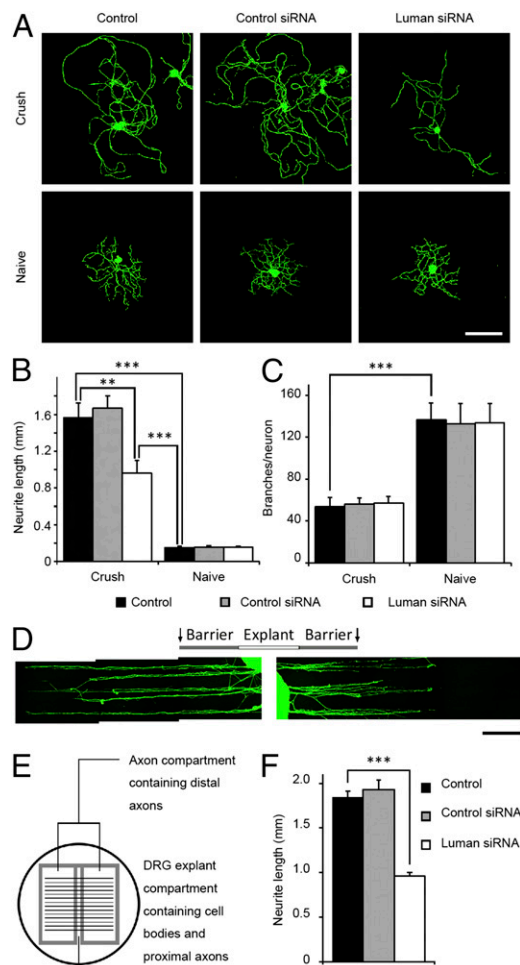 A
Control
Control siRNA
Luman siRNA
Crush
Naive
B
***
**
***
Neurite length (mm)
1.6
1.2
0.8
0.4
0
Crush
Naive
C
***
Branches/neuron
160
120
80
40
0
Crush
Naive
Control
Control siRNA
Luman siRNA
D
Barrier
Explant
Barrier
E
Axon compartment
containing distal
axons
DRG explant
compartment
containing cell
bodies and
proximal axons
F
***
Neurite length (mm)
2.0
1.5
1.0
0.5
0
Control
Control siRNA
Luman siRNA